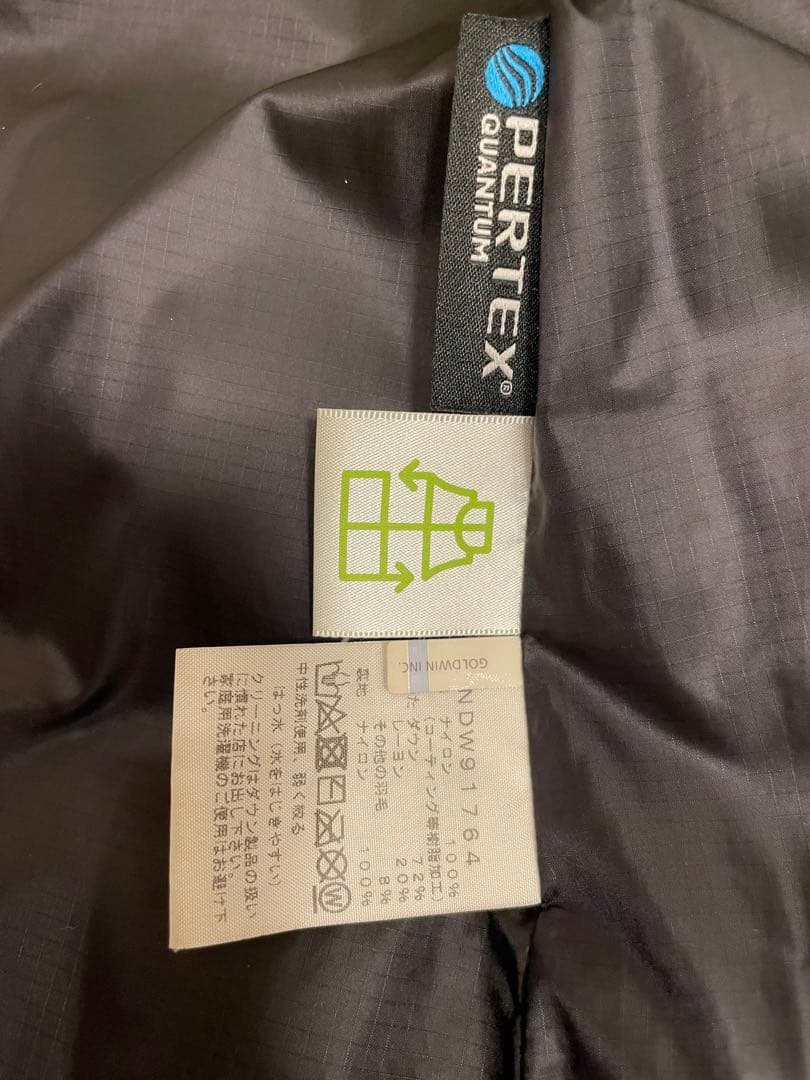 PERTEX®
QUANTUM
GOLDWIN INC.
NDW91764
ナイロン 100%
(コーティング等樹脂加工)
た ダウン 72%
レーヨン 20%
その他の羽毛 8%
表地 ナイロン 100%
W
中性洗剤使用、弱く絞る
はっ水(水をはじきやすい)
クリーニングはダウン製品の扱い
に慣れた店にお出し下さい。
家庭用洗濯機のご使用はお避け下
さい。